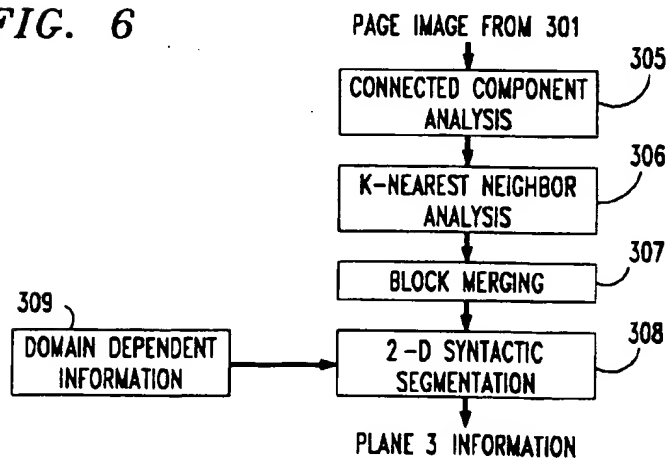 FIG. 6
PAGE IMAGE FROM 301
305
CONNECTED COMPONENT
ANALYSIS
306
K-NEAREST NEIGHBOR
ANALYSIS
307
BLOCK MERGING
309
308
DOMAIN DEPENDENT
INFORMATION
2-D SYNTACTIC
SEGMENTATION
PLANE 3 INFORMATION